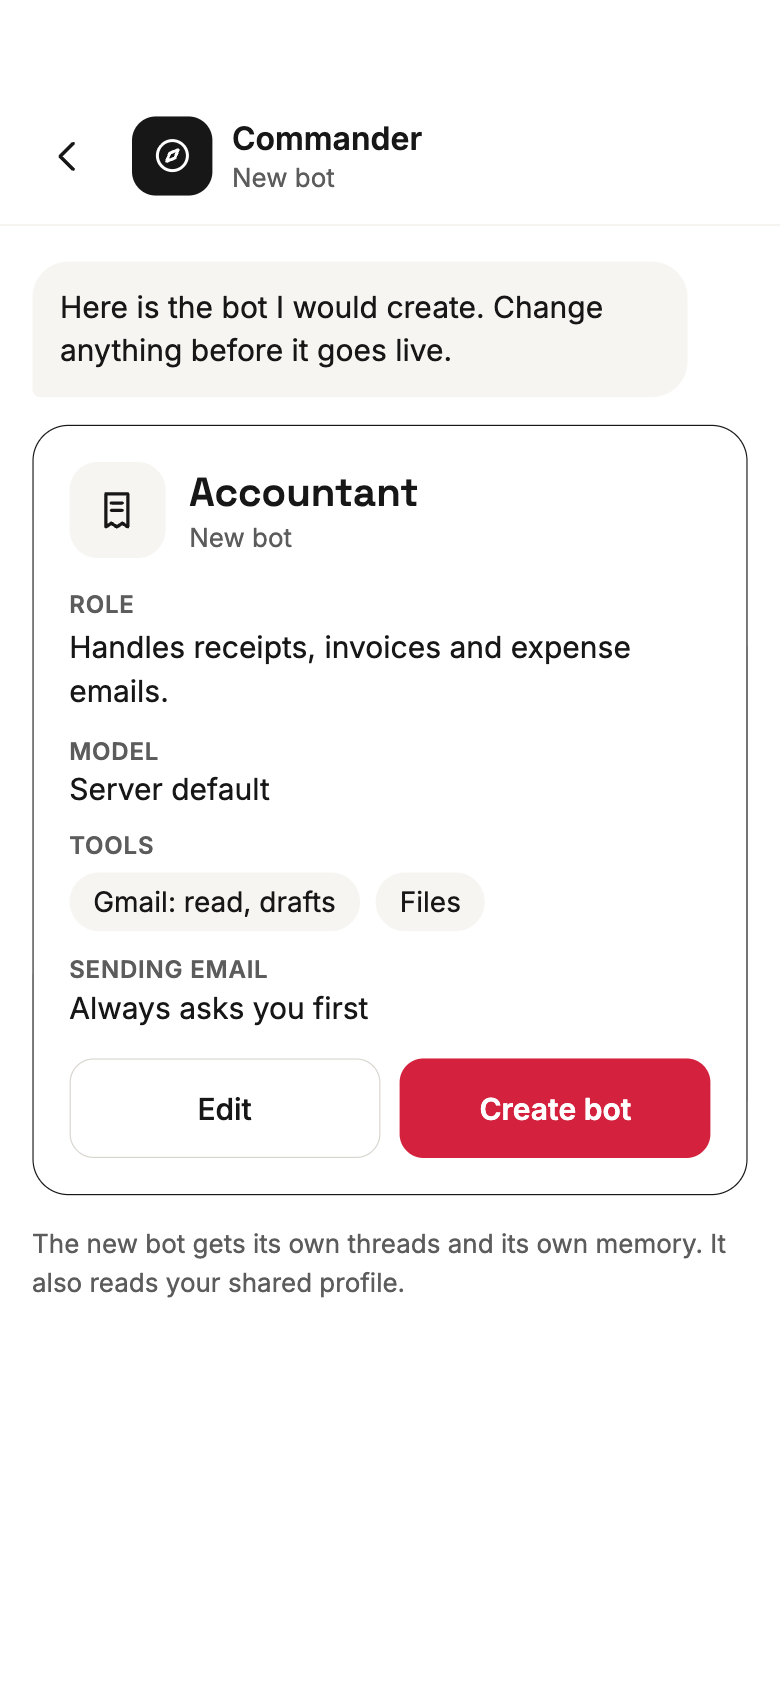 Commander
New bot
Here is the bot I would create. Change
anything before it goes live.
Accountant
New bot
ROLE
Handles receipts, invoices and expense
emails.
MODEL
Server default
TOOLS
Gmail: read, drafts
Files
SENDING EMAIL
Always asks you first
Edit
Create bot
The new bot gets its own threads and its own memory. It
also reads your shared profile.